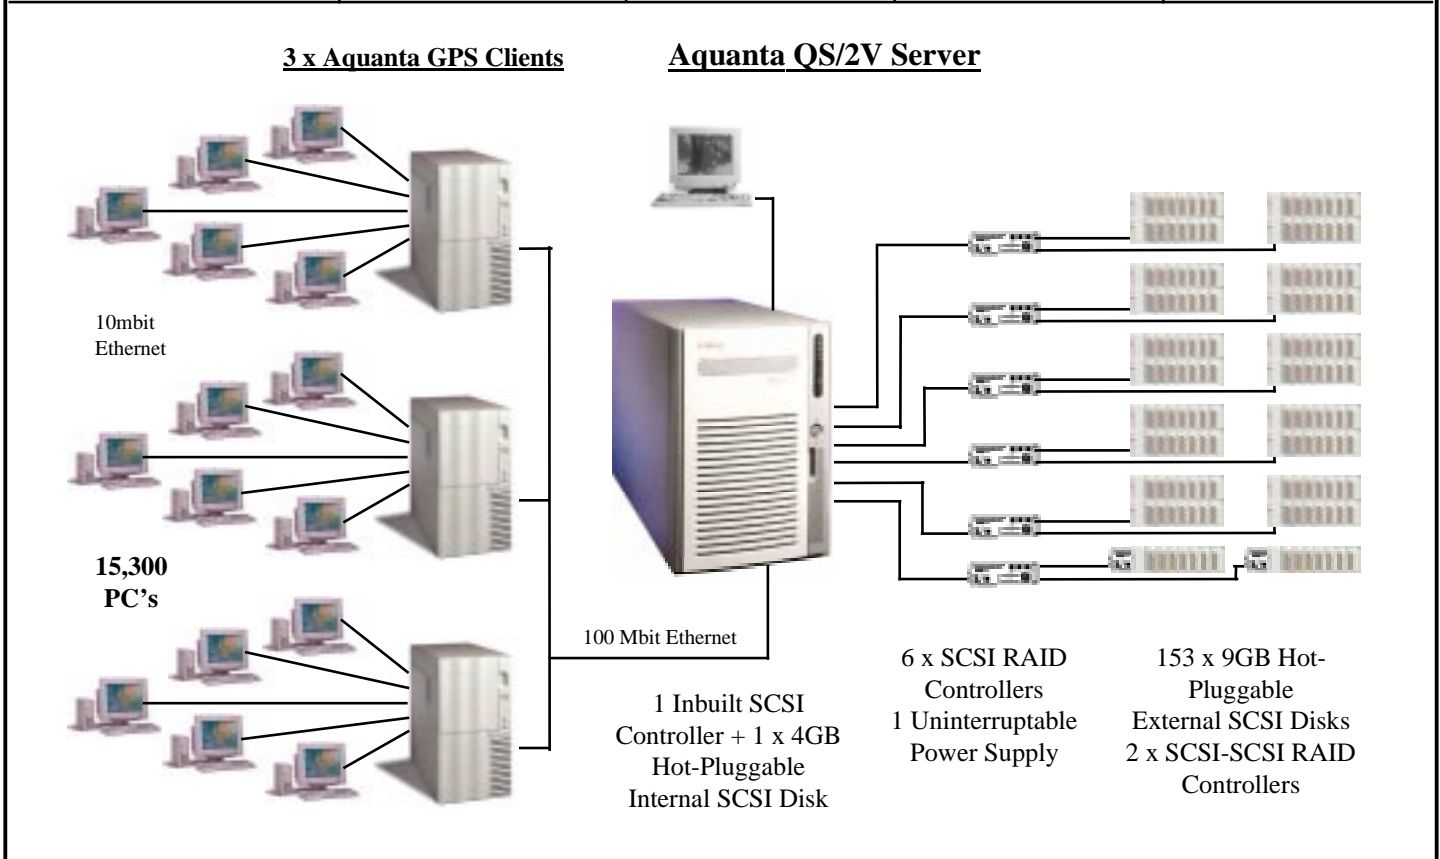 3 x Aquanta GPS Clients
Aquanta QS/2V Server
10mbit
Ethernet
15,300
PC's
100 Mbit Ethernet
1 Inbuilt SCSI
Controller + 1 x 4GB
Hot-Pluggable
Internal SCSI Disk
6 x SCSI RAID
Controllers
1 Uninterruptable
Power Supply
153 x 9GB Hot-
Pluggable
External SCSI Disks
2 x SCSI-SCSI RAID
Controllers